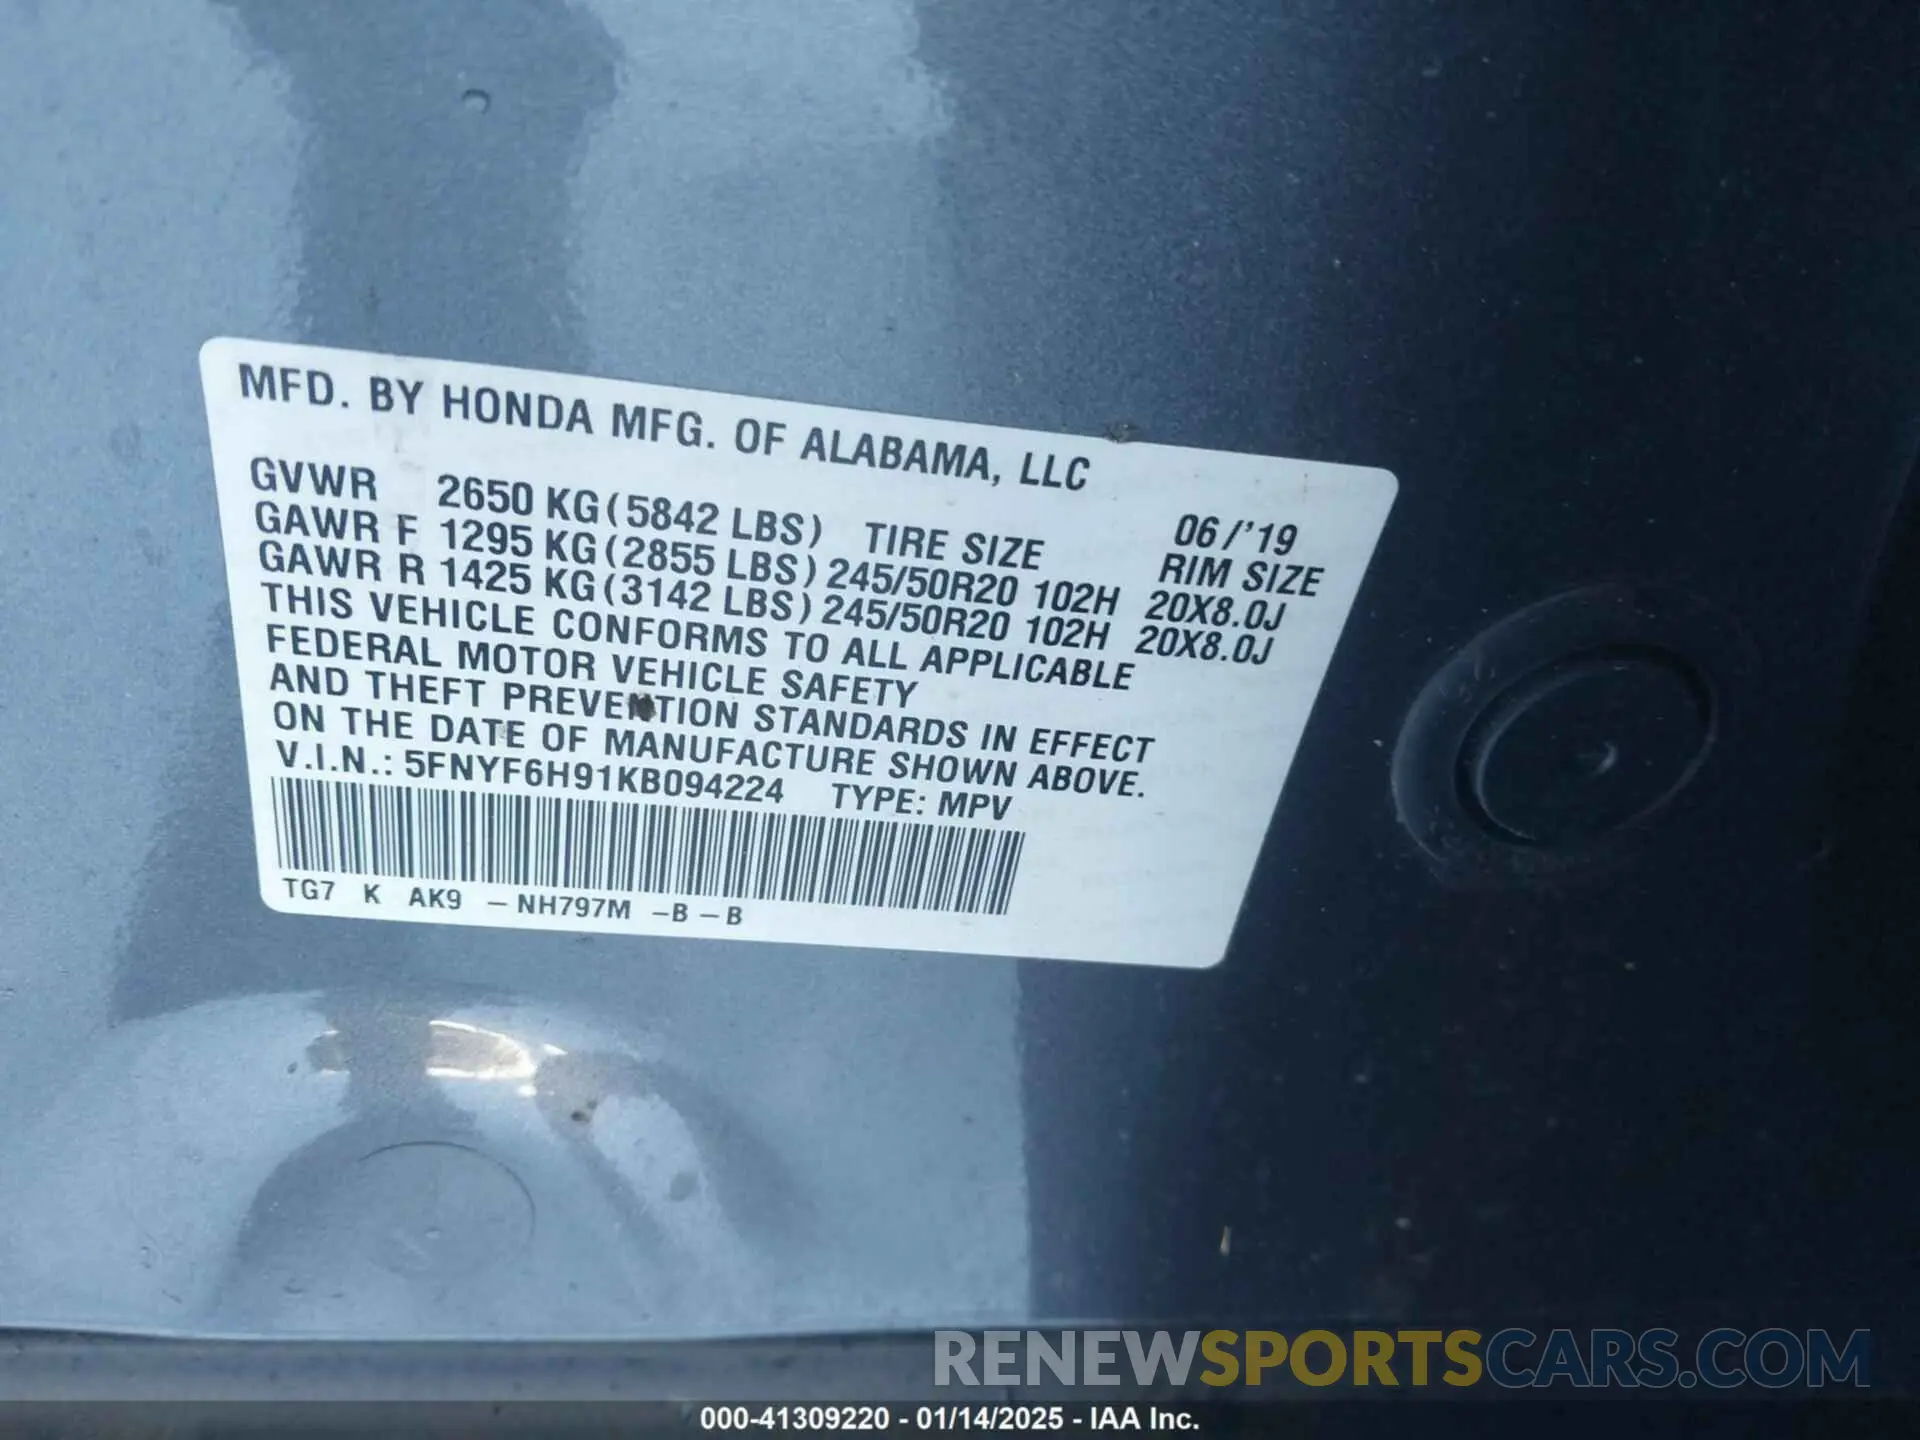 MFD. BY HONDA MFG. OF ALABAMA, LLC
06/'19
GVWR 2650 KG(5842 LBS) TIRE SIZE RIM SIZE
GAWR F 1295 KG(2855 LBS) 245/50R20 102H 20X8.0J
GAWR R 1425 KG(3142 LBS) 245/50R20 102H 20X8.0J
THIS VEHICLE CONFORMS TO ALL APPLICABLE
FEDERAL MOTOR VEHICLE SAFETY
AND THEFT PREVENTION STANDARDS IN EFFECT
ON THE DATE OF MANUFACTURE SHOWN ABOVE.
V.I.N.: 5FNYF6H91KB094224 TYPE: MPV
TG7 K AK9 – NH797M –B – B
RENEWSPORTSCARS.COM
000-41309220 - 01/14/2025 - IAA Inc.